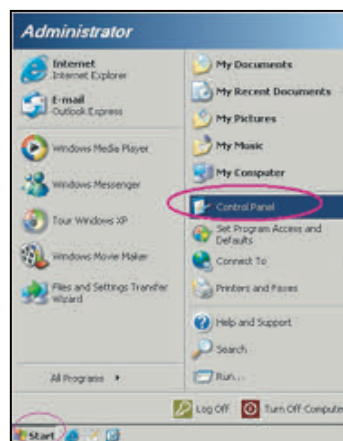 Administrator
Internet
Internet Explorer
E-mail
Outlook Express
Windows Media Player
Windows Messenger
Tour Windows XP
Windows Movie Maker
Files and Settings Transfer
Wizard
All Programs
My Documents
My Recent Documents
My Pictures
My Music
My Computer
Control Panel
Set Program Access and
Defaults
Connect To
Printers and Faxes
Help and Support
Search
Run...
Log Off
Turn Off Computer
Start